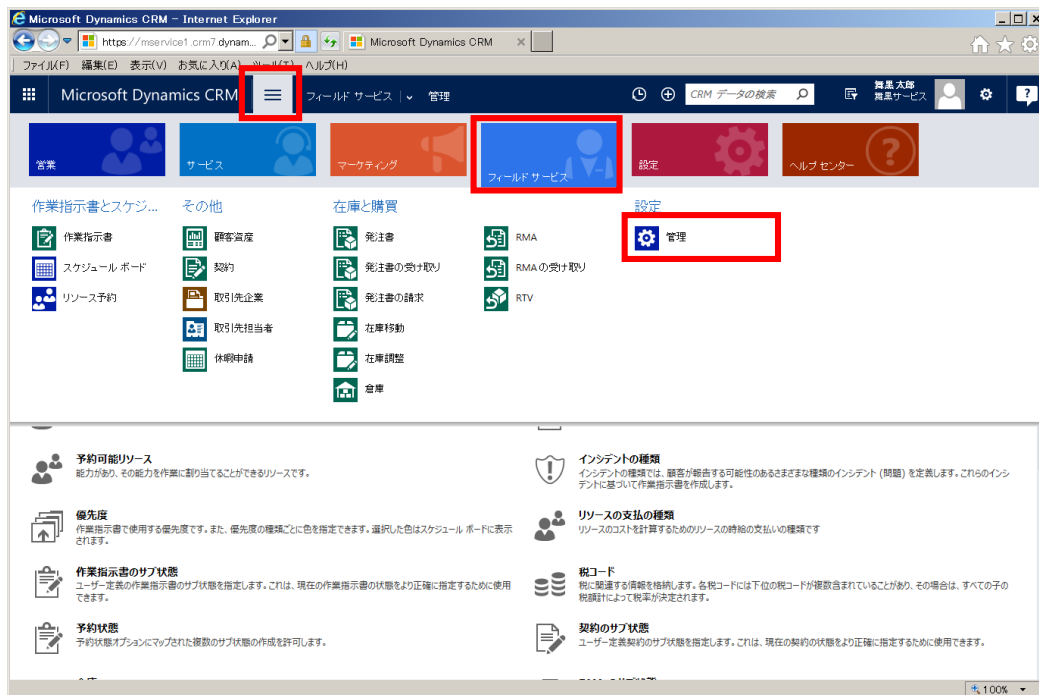 Microsoft Dynamics CRM - Internet Explorer
https://mservice1.crm7.dynam...
Microsoft Dynamics CRM
ファイル(F) 編集(E) 表示(V) お気に入り(A) ツール(T) ヘルプ(H)
Microsoft Dynamics CRM
フィールド サービス
管理
CRM データの検索
舞黒 太郎
舞黒サービス
営業
サービス
マーケティング
フィールド サービス
設定
ヘルプ センター
作業指示書とスケジ...
その他
在庫と購買
設定
作業指示書
顧客資産
発注書
RMA
管理
スケジュール ボード
契約
発注書の受け取り
RMA の受け取り
リソース予約
取引先企業
発注書の請求
RTV
取引先担当者
在庫移動
休暇申請
在庫調整
倉庫
予約可能リソース
能力があり、その能力を作業に割り当てることができるリソースです。
インシデントの種類
インシデントの種類では、顧客が報告する可能性のあるさまざまな種類のインシデント (問題) を定義します。これらのインシ
デントに基づいて作業指示書を作成します。
優先度
作業指示書で使用する優先度です。また、優先度の種類ごとに色を指定できます。選択した色はスケジュール ボードに表示
されます。
リソースの支払の種類
リソースのコストを計算するためのリソースの時給の支払いの種類です
作業指示書のサブ状態
ユーザー定義の作業指示書のサブ状態を指定します。これは、現在の作業指示書の状態をより正確に指定するために使用
できます。
税コード
税に関連する情報を格納します。各税コードには下位の税コードが複数含まれていることがあり、その場合は、すべての子の
税額計によって税率が決定されます。
予約状態
予約状態オプションにマップされた複数のサブ状態の作成を許可します。
契約のサブ状態
ユーザー定義契約のサブ状態を指定します。これは、現在の契約の状態をより正確に指定するために使用できます。
100%